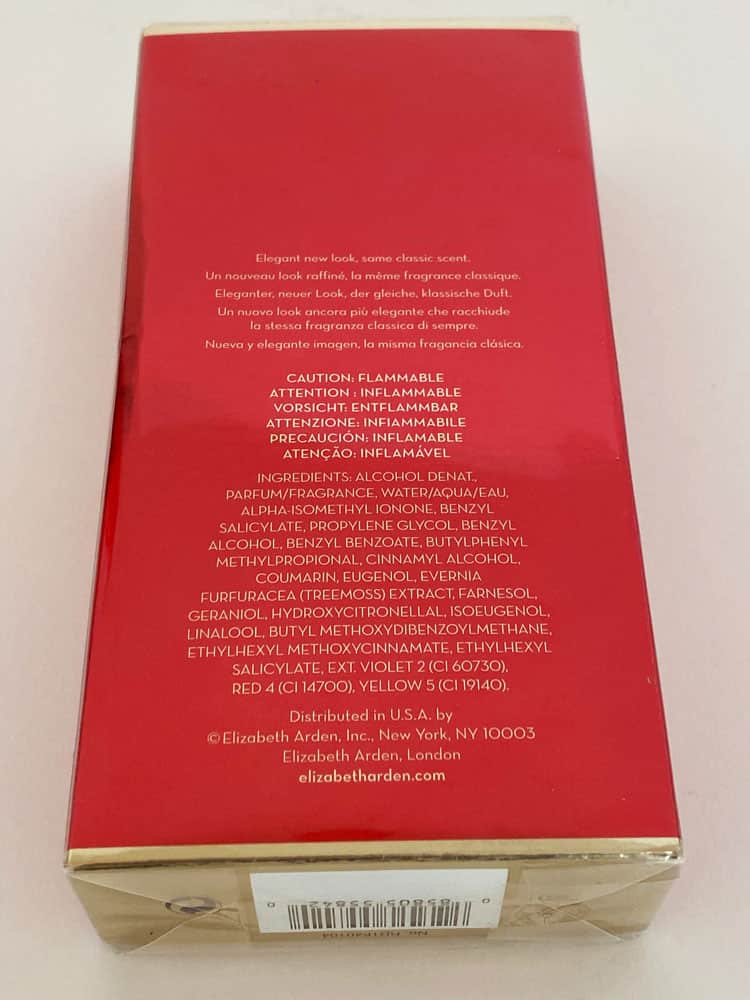 Elegant new look, same classic scent.
Un nouveau look raffiné, la même fragrance classique.
Eleganter, neuer Look, der gleiche, klassische Duft.
Un nuovo look ancora più elegante che racchiude
la stessa fragranza classica di sempre.
Nueva y elegante imagen, la misma fragancia clásica.
CAUTION: FLAMMABLE
ATTENTION : INFLAMMABLE
VORSICHT: ENTFLAMMBAR
ATTENZIONE: INFIAMMABILE
PRECAUCIÓN: INFLAMABLE
ATENÇÃO: INFLAMÁVEL
INGREDIENTS: ALCOHOL DENAT.,
PARFUM/FRAGRANCE, WATER/AQUA/EAU,
ALPHA-ISOMETHYL IONONE, BENZYL
SALICYLATE, PROPYLENE GLYCOL, BENZYL
ALCOHOL, BENZYL BENZOATE, BUTYLPHENYL
METHYLPROPIONAL, CINNAMYL ALCOHOL,
COUMARIN, EUGENOL, EVERNIA
FURFURACEA (TREEMOSS) EXTRACT, FARNESOL,
GERANIOL, HYDROXYCITRONELLAL, ISOEUGENOL,
LINALOOL, BUTYL METHOXYDIBENZOYLMETHANE,
ETHYLHEXYL METHOXYCINNAMATE, ETHYLHEXYL
SALICYLATE, EXT. VIOLET 2 (CI 60730),
RED 4 (CI 14700), YELLOW 5 (CI 19140).
Distributed in U.S.A. by
©Elizabeth Arden, Inc., New York, NY 10003
Elizabeth Arden, London
elizabetharden.com
0 85805 55842 0
No.